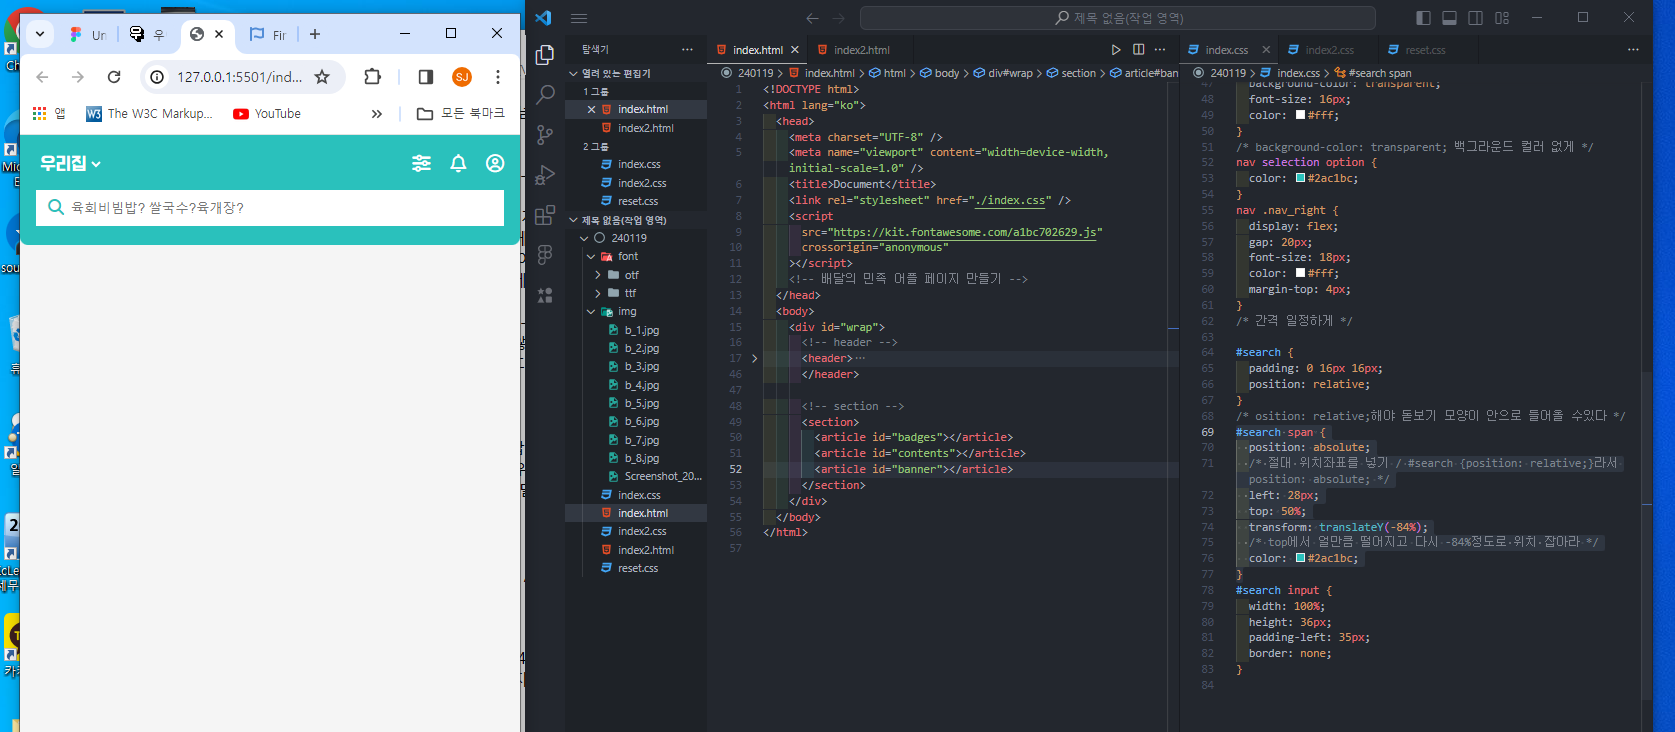 Un
우
Fir
127.0.0.1:5501/ind...
SJ
앱
The W3C Markup...
YouTube
모든 북마크
우리집
육회비빔밥? 쌀국수?육개장?
제목 없음(작업 영역)
탐색기
열려 있는 편집기
1 그룹
index.html
index2.html
2 그룹
index.css
index2.css
reset.css
제목 없음(작업 영역)
240119
font
otf
ttf
img
b_1.jpg
b_2.jpg
b_3.jpg
b_4.jpg
b_5.jpg
b_6.jpg
b_7.jpg
b_8.jpg
Screenshot_20...
index.css
index.html
index2.css
index2.html
reset.css
index.html
index2.html
240119 > index.html > html > body > div#wrap > section > article#ban
1 <!DOCTYPE html>
2 <html lang="ko">
3 <head>
4 <meta charset="UTF-8" />
5 <meta name="viewport" content="width=device-width,
initial-scale=1.0" />
6 <title>Document</title>
7 <link rel="stylesheet" href="./index.css" />
8 <script
9 src="https://kit.fontawesome.com/a1bc702629.js"
10 crossorigin="anonymous"
11 ></script>
12 <!-- 배달의 민족 어플 페이지 만들기 -->
13 </head>
14 <body>
15 <div id="wrap">
16 <!-- header -->
17 <header>…
46 </header>
47
48 <!-- section -->
49 <section>
50 <article id="badges"></article>
51 <article id="contents"></article>
52 <article id="banner"></article>
53 </section>
54 </div>
55 </body>
56 </html>
57
index.css
index2.css
reset.css
240119 > index.css > #search span
47 background-color: transparent;
48 font-size: 16px;
49 color: #fff;
50 }
51 /* background-color: transparent; 백그라운드 컬러 없게 */
52 nav selection option {
53 color: #2ac1bc;
54 }
55 nav .nav_right {
56 display: flex;
57 gap: 20px;
58 font-size: 18px;
59 color: #fff;
60 margin-top: 4px;
61 }
62 /* 간격 일정하게 */
63
64 #search {
65 padding: 0 16px 16px;
66 position: relative;
67 }
68 /* osition: relative;해야 돋보기 모양이 안으로 들어올 수있다 */
69 #search span {
70 position: absolute;
71 /* 절대 위치좌표를 넣기 / #search {position: relative;}라서
position: absolute; */
72 left: 28px;
73 top: 50%;
74 transform: translateY(-84%);
75 /* top에서 얼만큼 떨어지고 다시 -84%정도로 위치 잡아라 */
76 color: #2ac1bc;
77 }
78 #search input {
79 width: 100%;
80 height: 36px;
81 padding-left: 35px;
82 border: none;
83 }
84